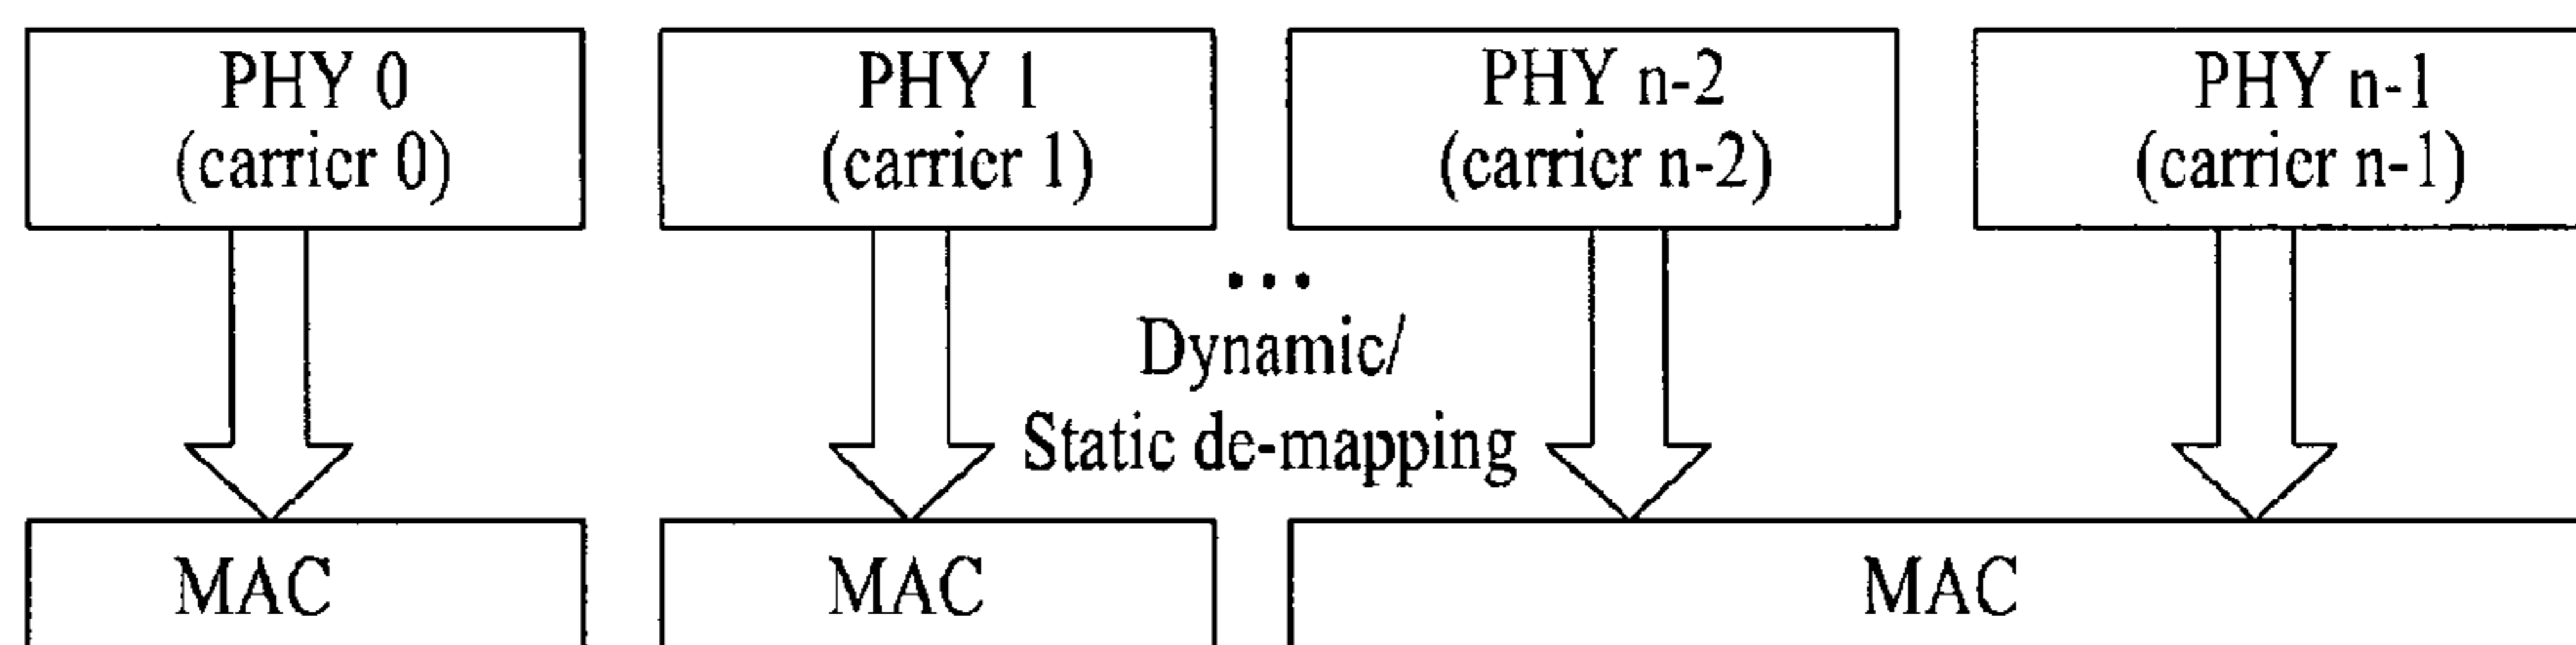 PHY 0
(carrier 0)
PHY 1
(carrier 1)
PHY n-2
(carrier n-2)
PHY n-1
(carrier n-1)
...
Dynamic/
Static de-mapping
MAC
MAC
MAC